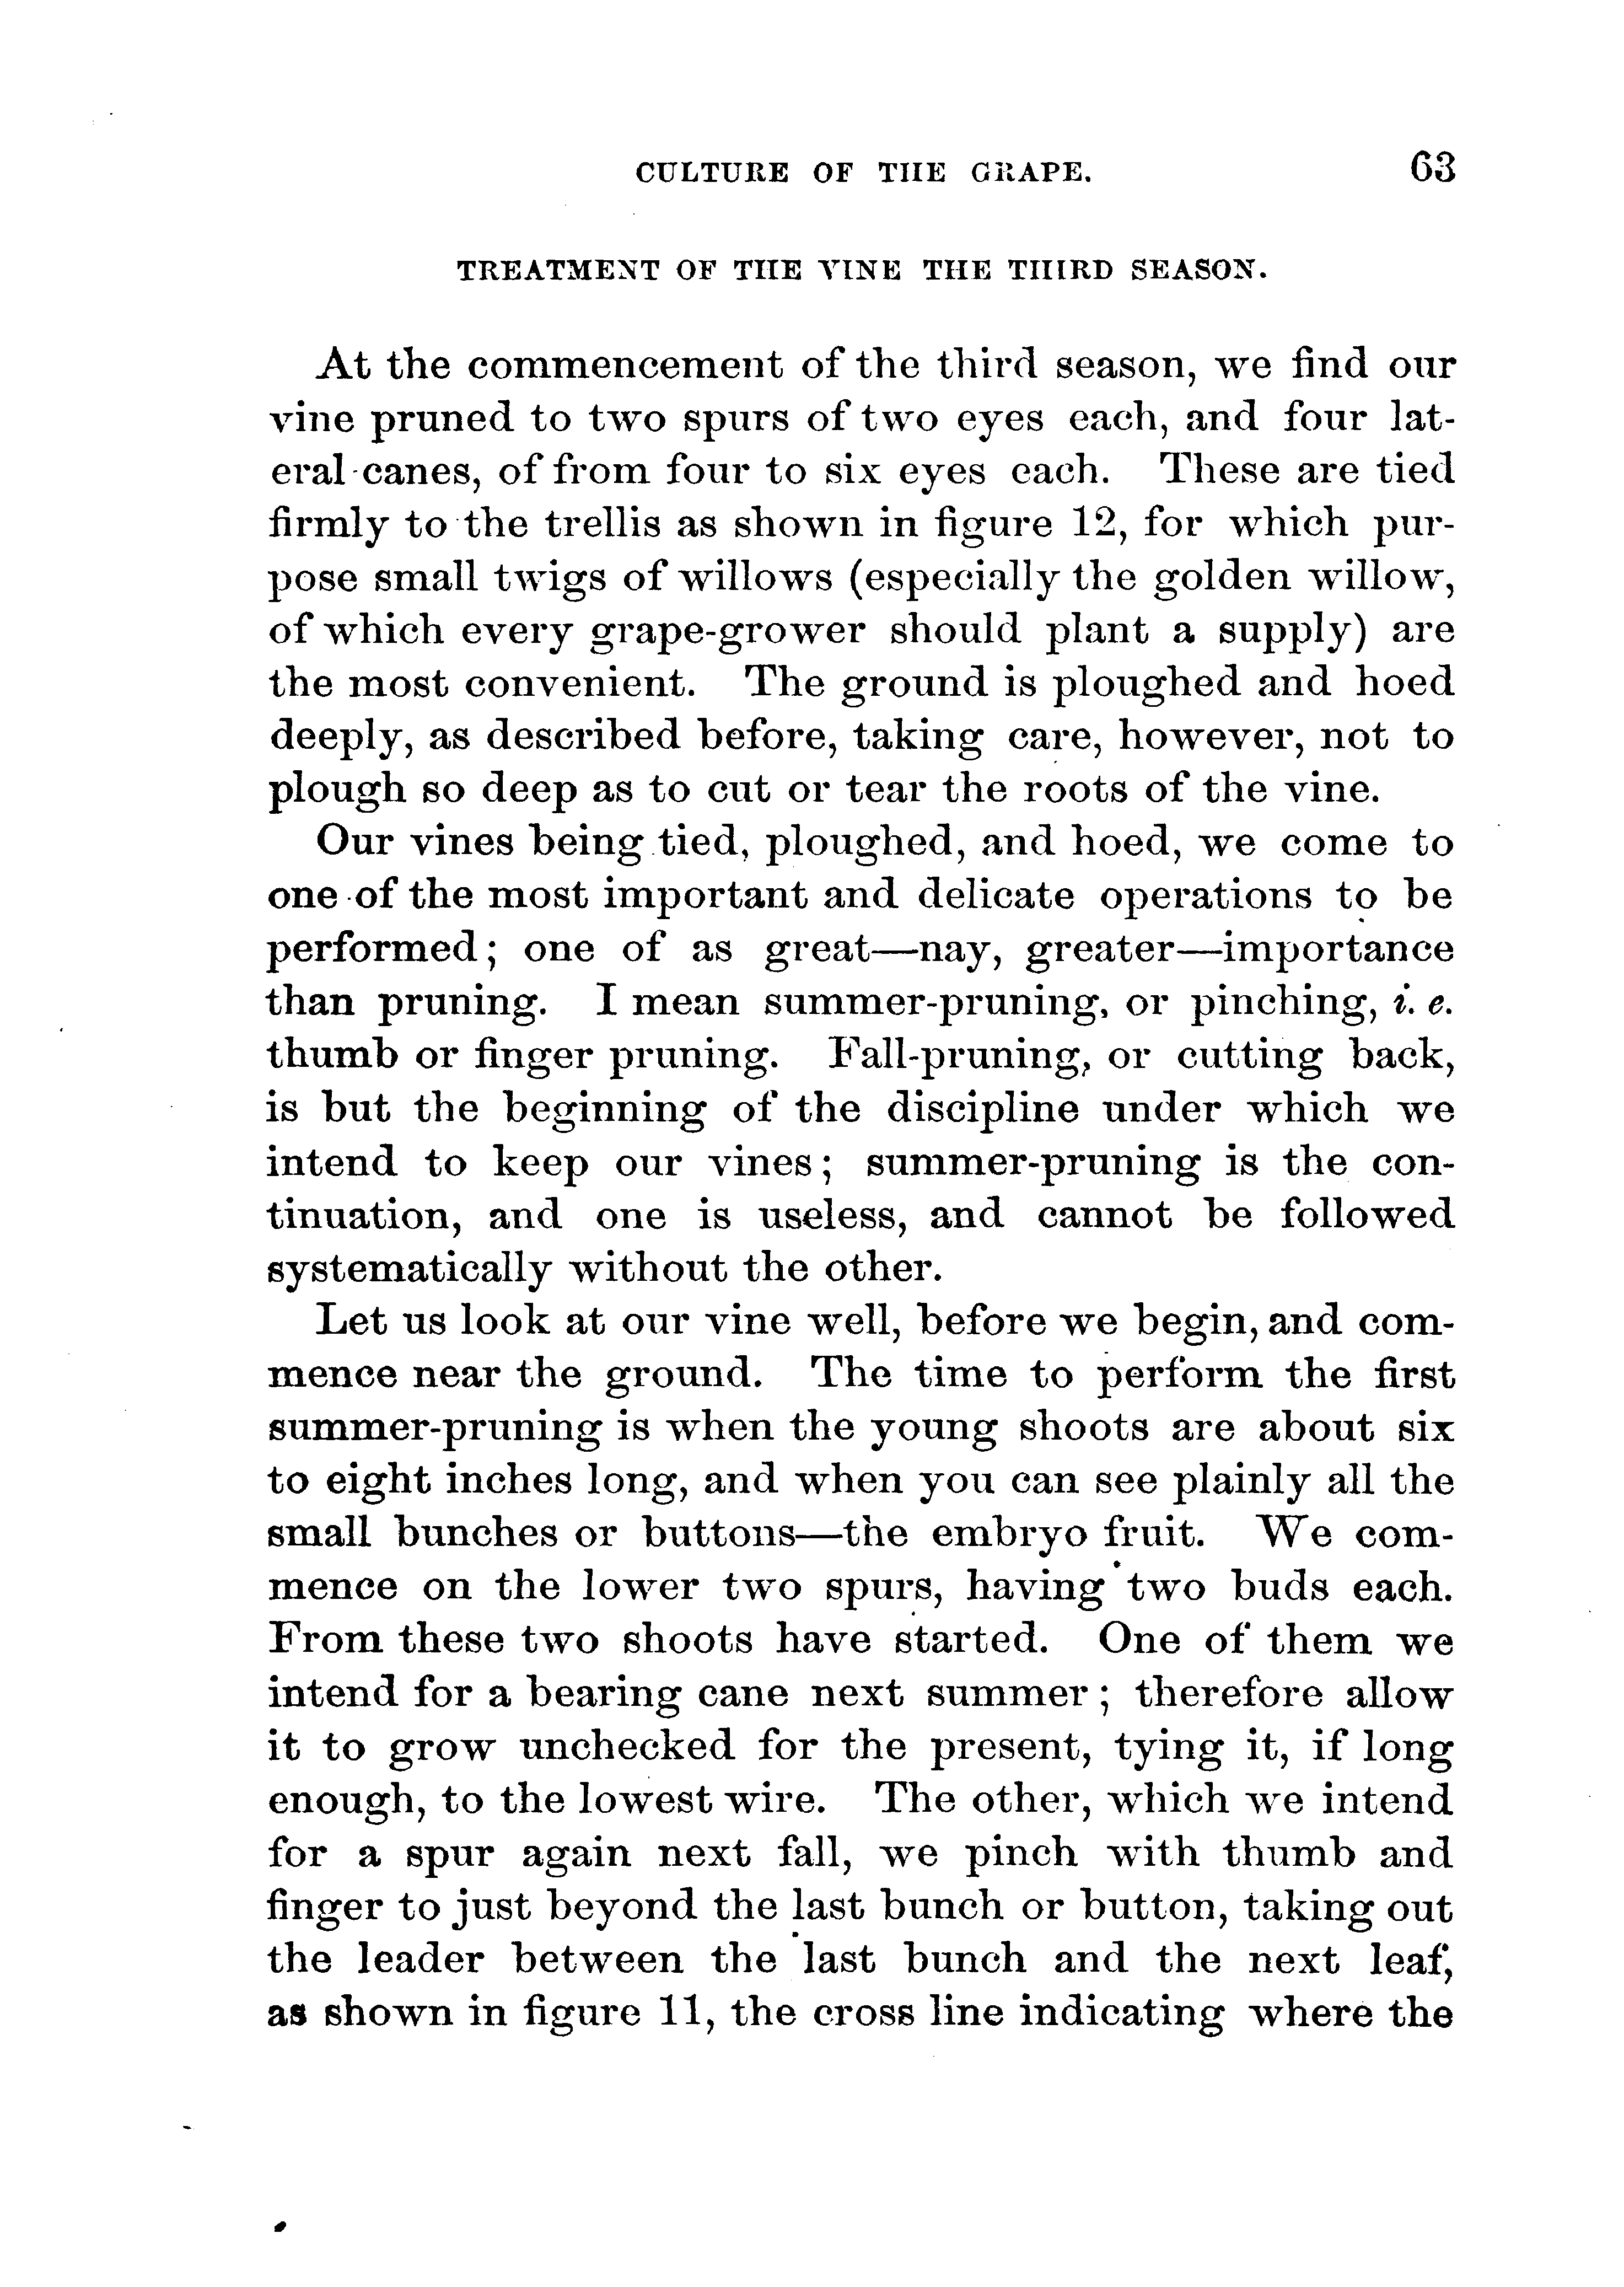 CULTURE OF THE GRAPE. 63
TREATMENT OF THE VINE THE THIRD SEASON.
At the commencement of the third season, we find our
vine pruned to two spurs of two eyes each, and four lat-
eral canes, of from four to six eyes each. These are tied
firmly to the trellis as shown in figure 12, for which pur-
pose small twigs of willows (especially the golden willow,
of which every grape-grower should plant a supply) are
the most convenient. The ground is ploughed and hoed
deeply, as described before, taking care, however, not to
plough so deep as to cut or tear the roots of the vine.
Our vines being tied, ploughed, and hoed, we come to
one of the most important and delicate operations to be
performed; one of as great—nay, greater—importance
than pruning. I mean summer-pruning, or pinching, i. e.
thumb or finger pruning. Fall-pruning, or cutting back,
is but the beginning of the discipline under which we
intend to keep our vines; summer-pruning is the con-
tinuation, and one is useless, and cannot be followed
systematically without the other.
Let us look at our vine well, before we begin, and com-
mence near the ground. The time to perform the first
summer-pruning is when the young shoots are about six
to eight inches long, and when you can see plainly all the
small bunches or buttons—the embryo fruit. We com-
mence on the lower two spurs, having two buds each.
From these two shoots have started. One of them we
intend for a bearing cane next summer; therefore allow
it to grow unchecked for the present, tying it, if long
enough, to the lowest wire. The other, which we intend
for a spur again next fall, we pinch with thumb and
finger to just beyond the last bunch or button, taking out
the leader between the last bunch and the next leaf,
as shown in figure 11, the cross line indicating where the